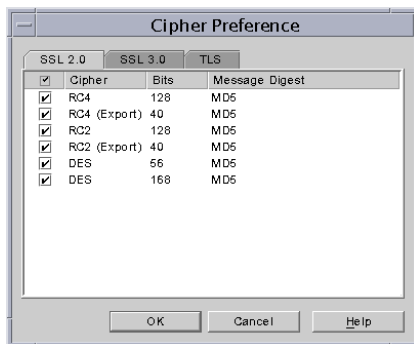 Cipher Preference
SSL 2.0 SSL 3.0 TLS
Cipher Bits Message Digest
RC4 128 MD5
RC4 (Export) 40 MD5
RC2 128 MD5
RC2 (Export) 40 MD5
DES 56 MD5
DES 168 MD5
OK Cancel Help